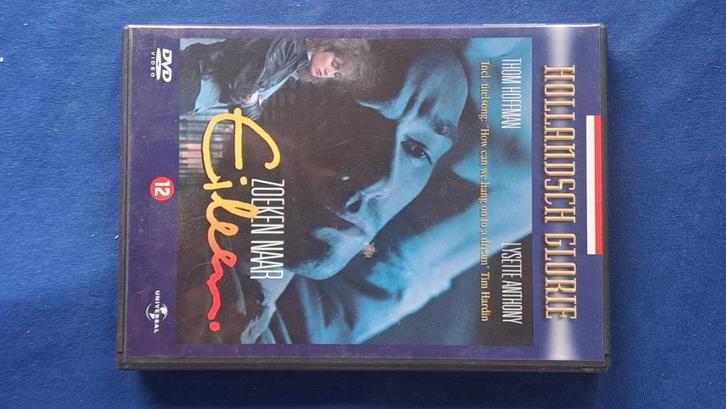 HOLLANDSCH GLORIE
THOM HOFFMAN LYSETTE ANTHONY
Incl. titelsong: "How can we hang on to a dream" Tim Hardin
ZOEKEN NAAR
Eileen.
DVD
VIDEO
12
UNIVERSAL